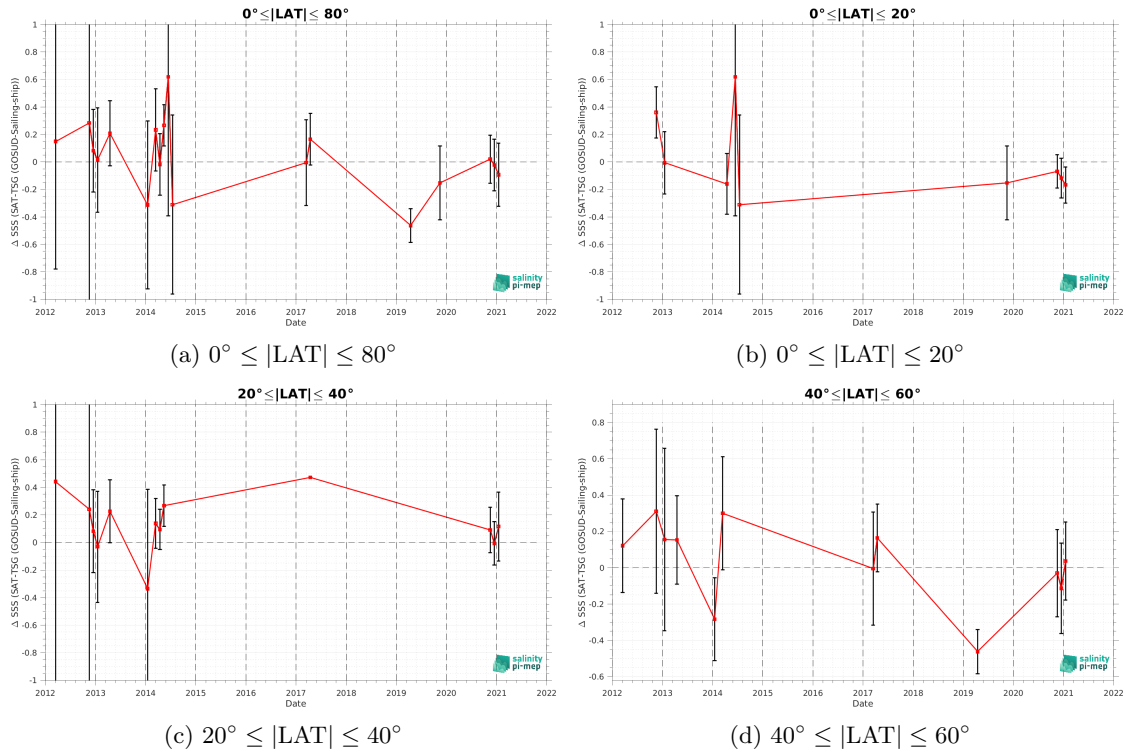 0°≤|LAT|≤ 80°
Δ SSS (SAT-TSG (GOSUD-Sailing-ship))
1
0.8
0.6
0.4
0.2
0
-0.2
-0.4
-0.6
-0.8
-1
2012 2013 2014 2015 2016 2017 2018 2019 2020 2021 2022
Date
salinity
pi-mep
(a) 0° ≤ |LAT| ≤ 80°
0°≤|LAT|≤ 20°
Δ SSS (SAT-TSG (GOSUD-Sailing-ship))
1
0.8
0.6
0.4
0.2
0
-0.2
-0.4
-0.6
-0.8
-1
2012 2013 2014 2015 2016 2017 2018 2019 2020 2021 2022
Date
salinity
pi-mep
(b) 0° ≤ |LAT| ≤ 20°
20°≤|LAT|≤ 40°
Δ SSS (SAT-TSG (GOSUD-Sailing-ship))
1
0.8
0.6
0.4
0.2
0
-0.2
-0.4
-0.6
-0.8
-1
2012 2013 2014 2015 2016 2017 2018 2019 2020 2021 2022
Date
salinity
pi-mep
(c) 20° ≤ |LAT| ≤ 40°
40°≤|LAT|≤ 60°
Δ SSS (SAT-TSG (GOSUD-Sailing-ship))
0.8
0.6
0.4
0.2
0
-0.2
-0.4
-0.6
2012 2013 2014 2015 2016 2017 2018 2019 2020 2021 2022
Date
salinity
pi-mep
(d) 40° ≤ |LAT| ≤ 60°